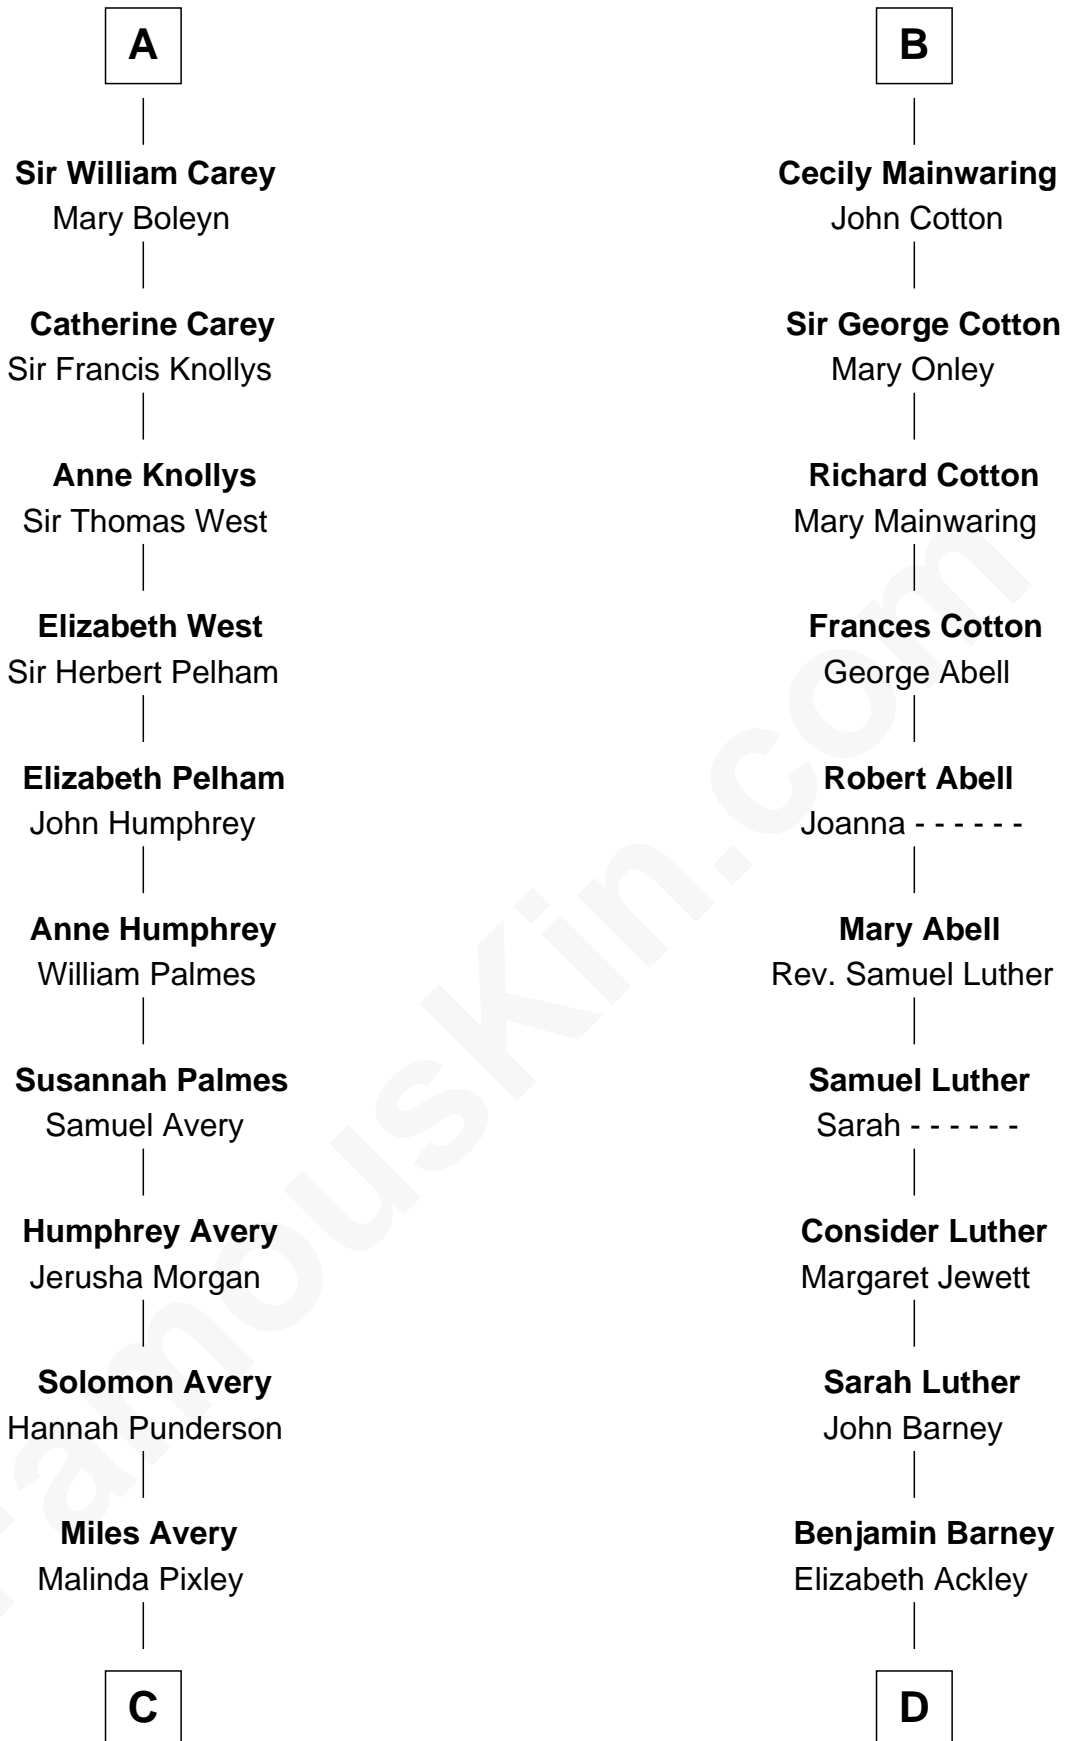 A
Sir William Carey
Mary Boleyn
Catherine Carey
Sir Francis Knollys
Anne Knollys
Sir Thomas West
Elizabeth West
Sir Herbert Pelham
Elizabeth Pelham
John Humphrey
Anne Humphrey
William Palmes
Susannah Palmes
Samuel Avery
Humphrey Avery
Jerusha Morgan
Solomon Avery
Hannah Punderson
Miles Avery
Malinda Pixley
C
B
Cecily Mainwaring
John Cotton
Sir George Cotton
Mary Onley
Richard Cotton
Mary Mainwaring
Frances Cotton
George Abell
Robert Abell
Joanna - - - - - -
Mary Abell
Rev. Samuel Luther
Samuel Luther
Sarah - - - - - -
Consider Luther
Margaret Jewett
Sarah Luther
John Barney
Benjamin Barney
Elizabeth Ackley
D
FamousKin.com